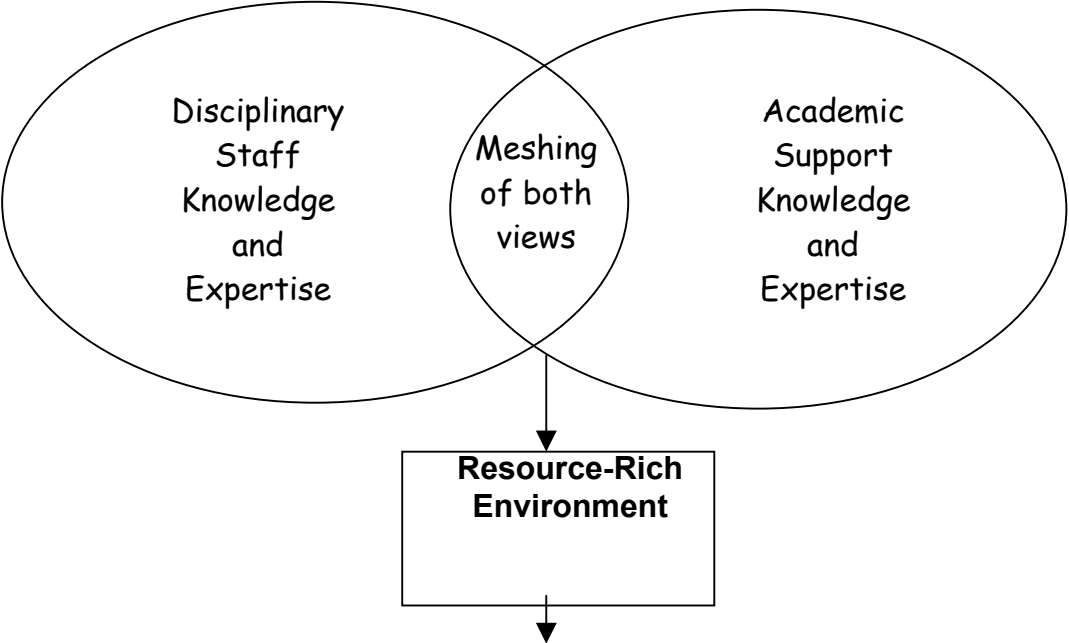 Disciplinary
Staff
Knowledge
and
Expertise
Meshing
of both
views
Academic
Support
Knowledge
and
Expertise
Resource-Rich
Environment